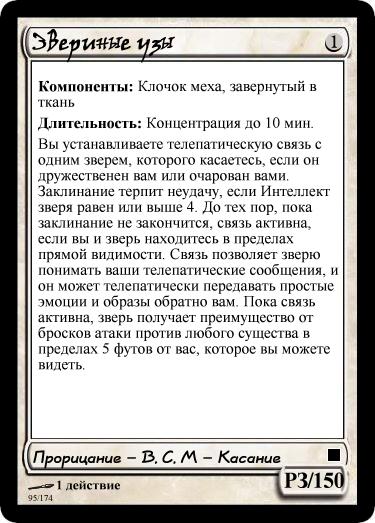 Звериные узы
1
Компоненты: Клочок меха, завернутый в
ткань
Длительность: Концентрация до 10 мин.
Вы устанавливаете телепатическую связь с
одним зверем, которого касаетесь, если он
дружественен вам или очарован вами.
Заклинание терпит неудачу, если Интеллект
зверя равен или выше 4. До тех пор, пока
заклинание не закончится, связь активна,
если вы и зверь находитесь в пределах
прямой видимости. Связь позволяет зверю
понимать ваши телепатические сообщения, и
он может телепатически передавать простые
эмоции и образы обратно вам. Пока связь
активна, зверь получает преимущество от
бросков атаки против любого существа в
пределах 5 футов от вас, которое вы можете
видеть.
Прорицание – В, С, М – Касание
1 действие
Р3/150
95/174